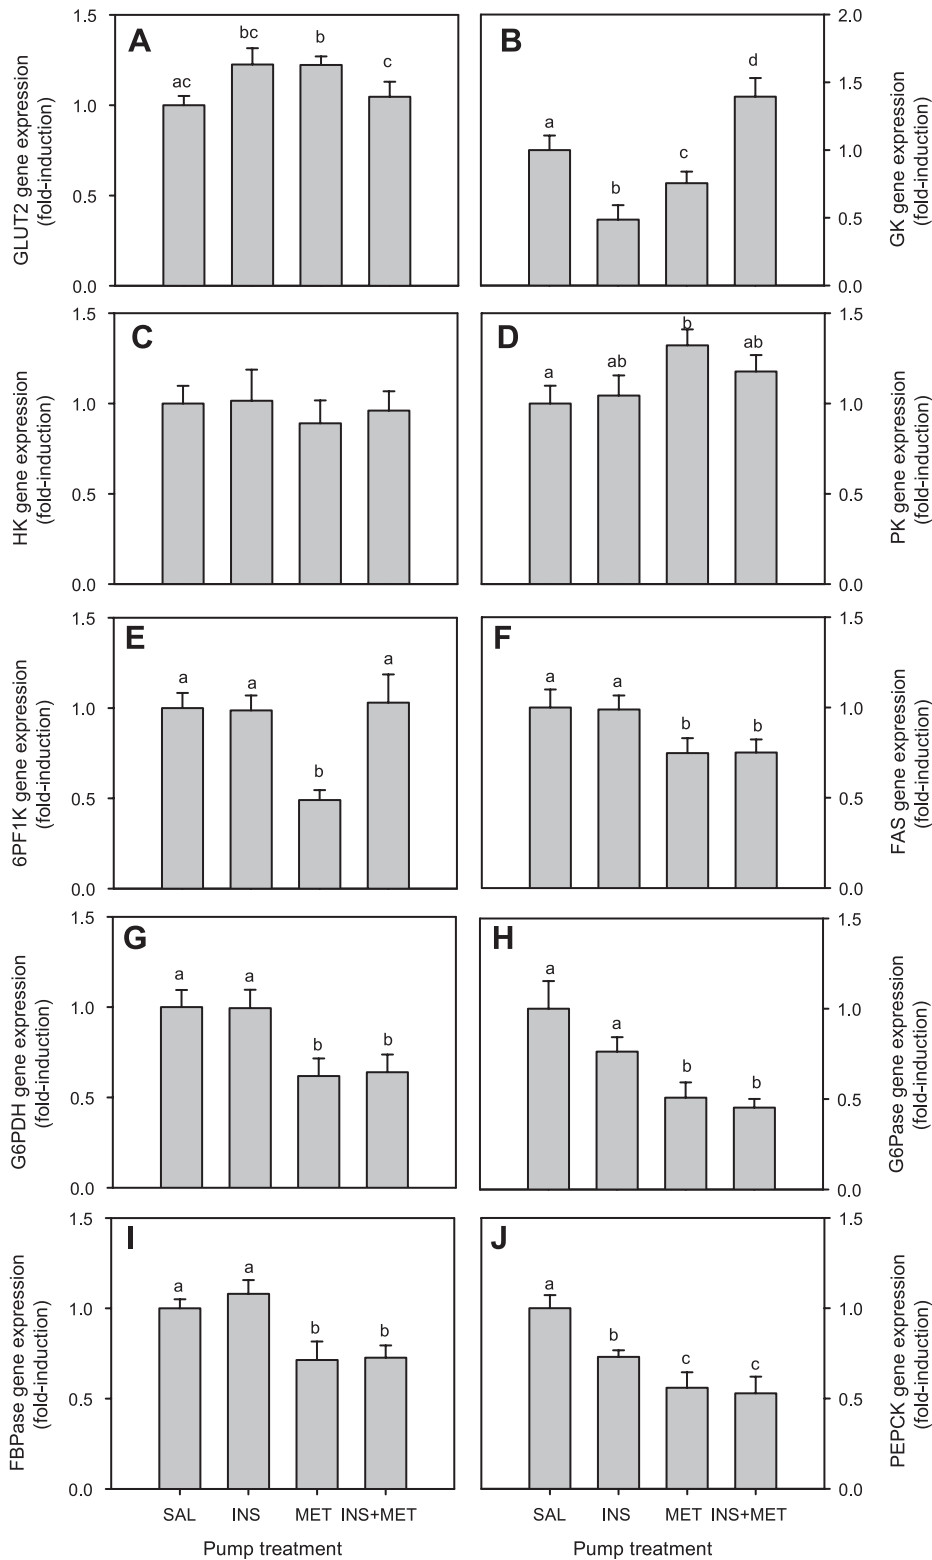 A
GLUT2 gene expression
(fold-induction)
1.5
1.0
0.5
0.0
ac
bc
b
c
B
GK gene expression
(fold-induction)
2.0
1.5
1.0
0.5
0.0
a
b
c
d
C
HK gene expression
(fold-induction)
1.5
1.0
0.5
0.0
D
PK gene expression
(fold-induction)
1.5
1.0
0.5
0.0
a
ab
b
ab
E
6PF1K gene expression
(fold-induction)
1.5
1.0
0.5
0.0
a
a
b
a
F
FAS gene expression
(fold-induction)
1.5
1.0
0.5
0.0
a
a
b
b
G
G6PDH gene expression
(fold-induction)
1.5
1.0
0.5
0.0
a
a
b
b
H
G6Pase gene expression
(fold-induction)
1.5
1.0
0.5
0.0
a
a
b
b
I
FBPase gene expression
(fold-induction)
1.5
1.0
0.5
0.0
a
a
b
b
SAL INS MET INS+MET
Pump treatment
J
PEPCK gene expression
(fold-induction)
1.5
1.0
0.5
0.0
a
b
c
c
SAL INS MET INS+MET
Pump treatment